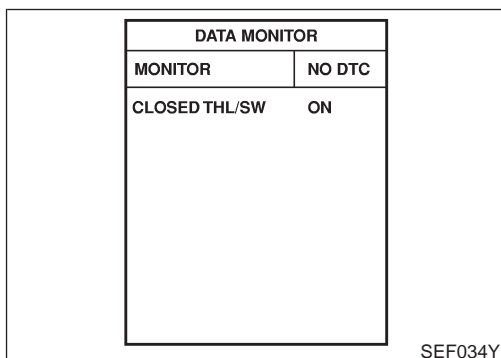 DATA MONITOR
MONITOR NO DTC
CLOSED THL/SW ON
SEF034Y